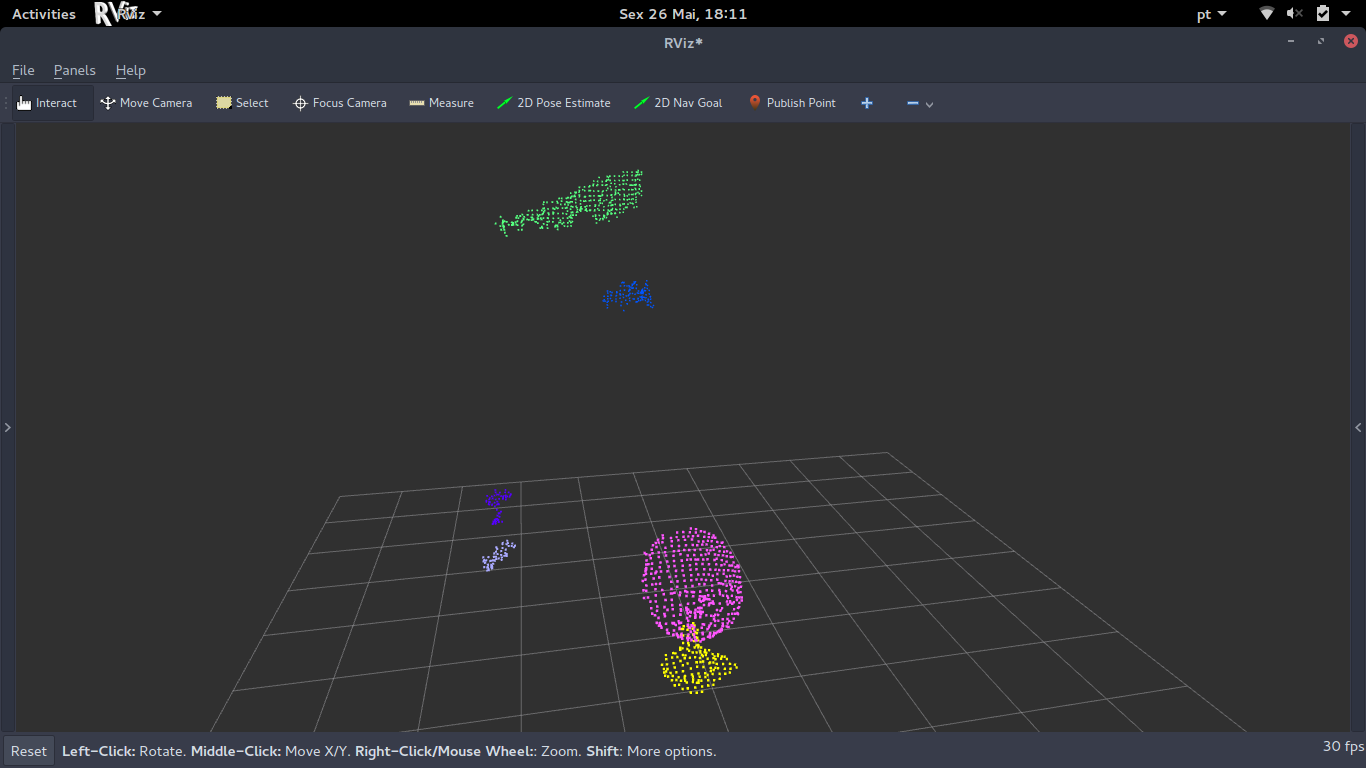 Activities RViz RViz Sex 26 Mai, 18:11 pt
RViz*
File Panels Help
Interact Move Camera Select Focus Camera Measure 2D Pose Estimate 2D Nav Goal Publish Point
Reset Left-Click: Rotate. Middle-Click: Move X/Y. Right-Click/Mouse Wheel:: Zoom. Shift: More options. 30 fps